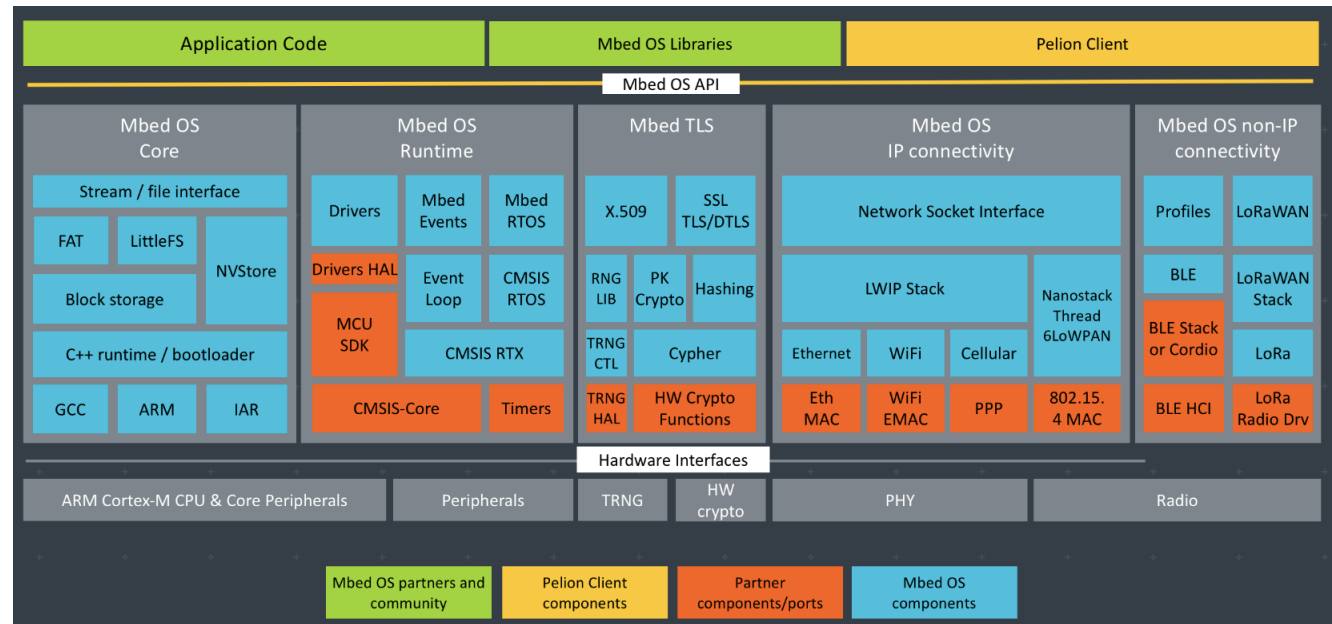 Application Code
Mbed OS Libraries
Pelion Client
Mbed OS API
Mbed OS
Core
Stream / file interface
FAT
LittleFS
NVStore
Block storage
C++ runtime / bootloader
GCC
ARM
IAR
Mbed OS
Runtime
Drivers
Mbed
Events
Mbed
RTOS
Drivers HAL
Event
Loop
CMSIS
RTOS
MCU
SDK
CMSIS RTX
CMSIS-Core
Timers
Mbed TLS
X.509
SSL
TLS/DTLS
RNG
LIB
PK
Crypto
Hashing
TRNG
CTL
Cypher
TRNG
HAL
HW Crypto
Functions
Mbed OS
IP connectivity
Network Socket Interface
LWIP Stack
Nanostack
Thread
6LoWPAN
Ethernet
WiFi
Cellular
Eth
MAC
WiFi
EMAC
PPP
802.15.
4 MAC
Mbed OS non-IP
connectivity
Profiles
LoRaWAN
BLE
LoRaWAN
Stack
BLE Stack
or Cordio
LoRa
BLE HCI
LoRa
Radio Drv
Hardware Interfaces
ARM Cortex-M CPU & Core Peripherals
Peripherals
TRNG
HW
crypto
PHY
Radio
Mbed OS partners and
community
Pelion Client
components
Partner
components/ports
Mbed OS
components